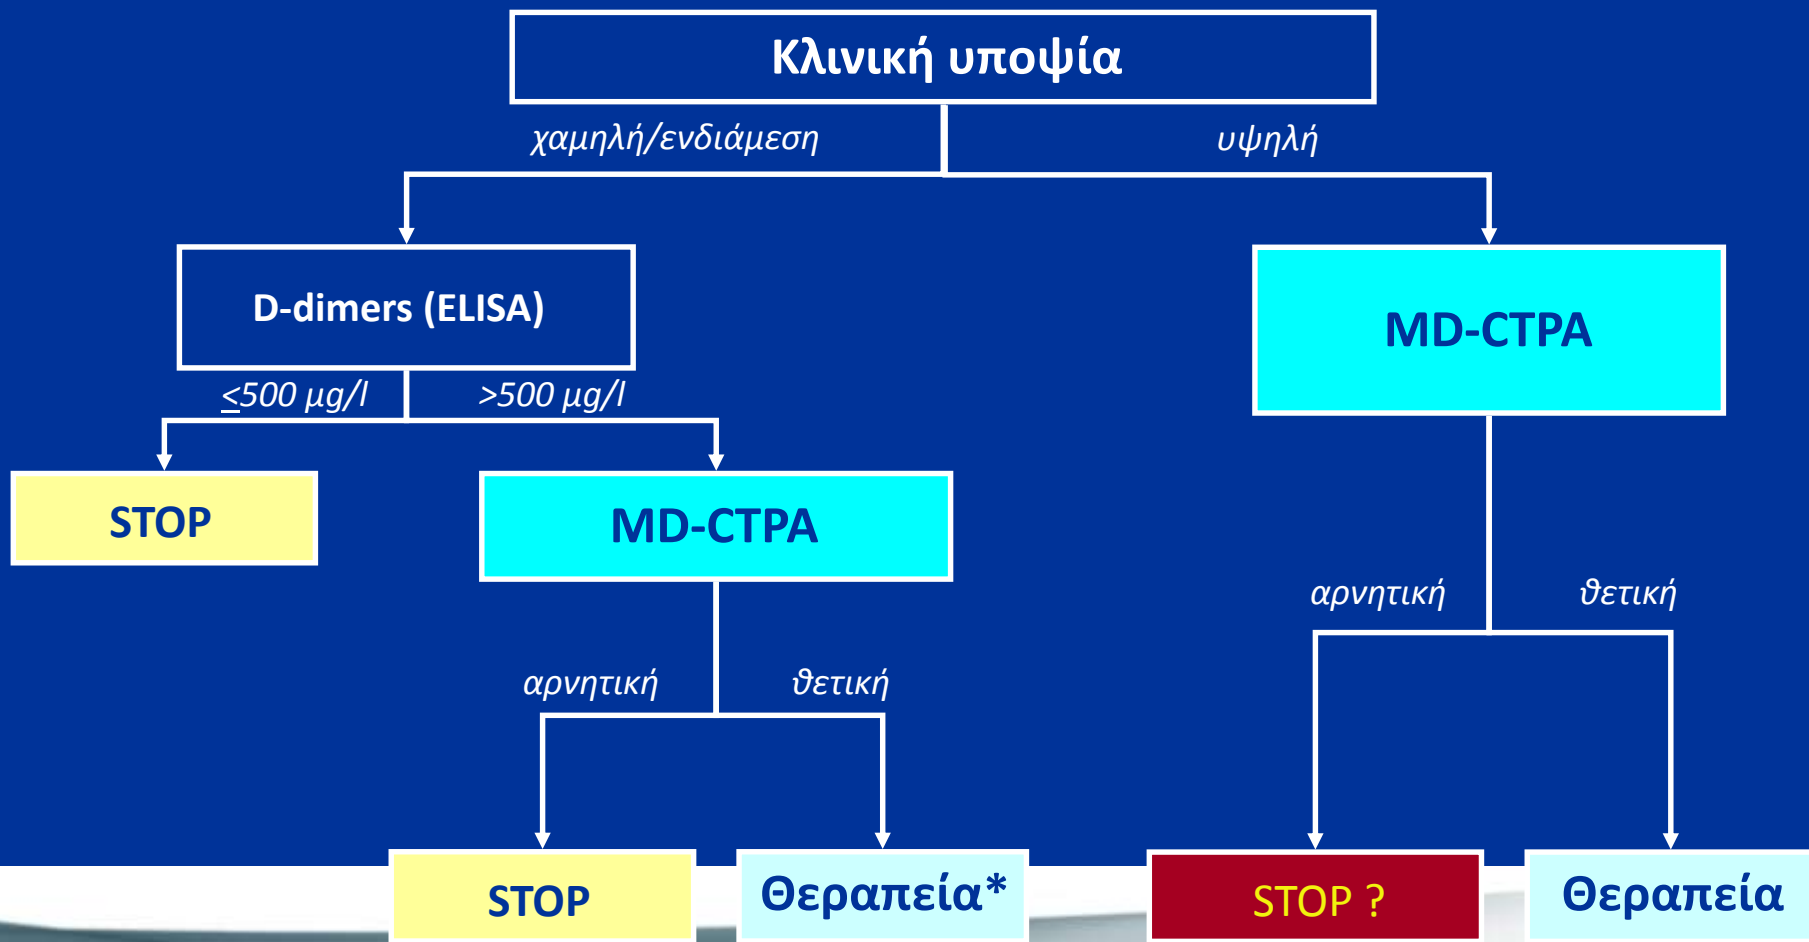 Κλινική υποψία
χαμηλή/ενδιάμεση
υψηλή
D-dimers (ELISA)
MD-CTPA
≤500 μg/l
>500 μg/l
STOP
MD-CTPA
αρνητική
θετική
αρνητική
θετική
STOP
Θεραπεία*
STOP ?
Θεραπεία